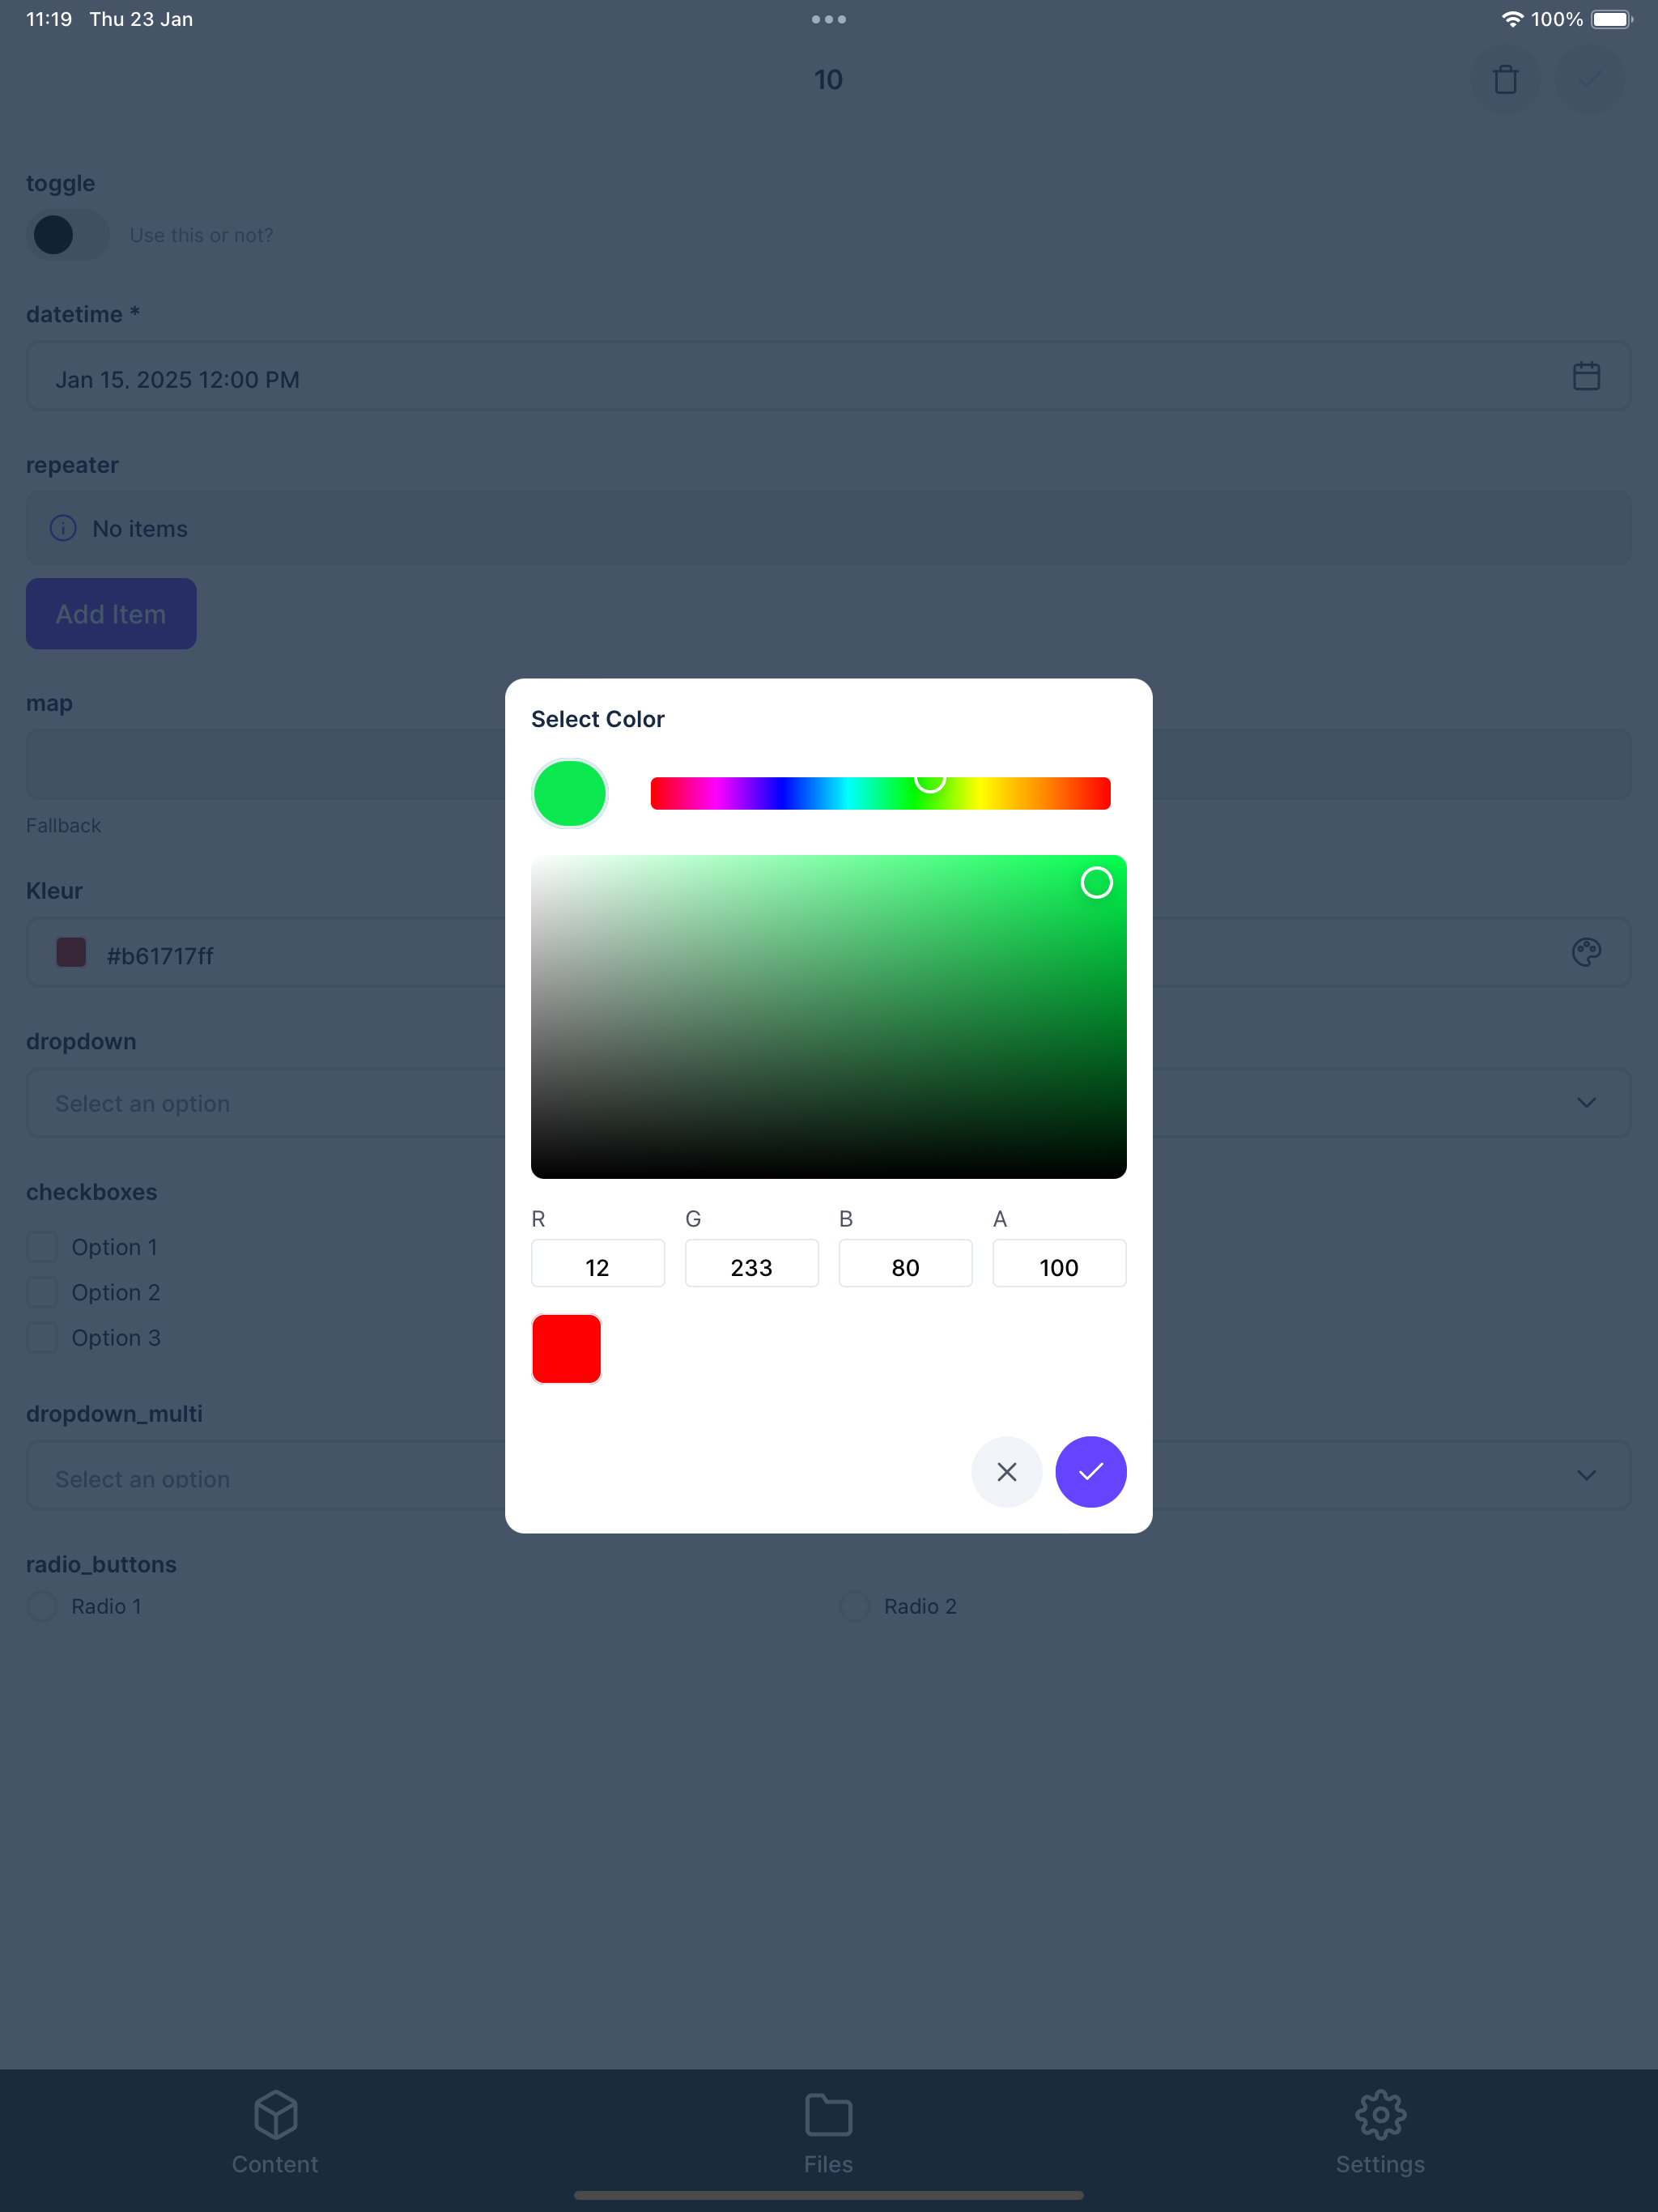 11:19 Thu 23 Jan
100%
10
toggle
Use this or not?
datetime *
Jan 15, 2025 12:00 PM
repeater
No items
Add Item
map
Fallback
Kleur
#b61717ff
dropdown
Select an option
checkboxes
Option 1
Option 2
Option 3
dropdown_multi
Select an option
radio_buttons
Radio 1
Radio 2
Select Color
R G B A
12 233 80 100
Content
Files
Settings